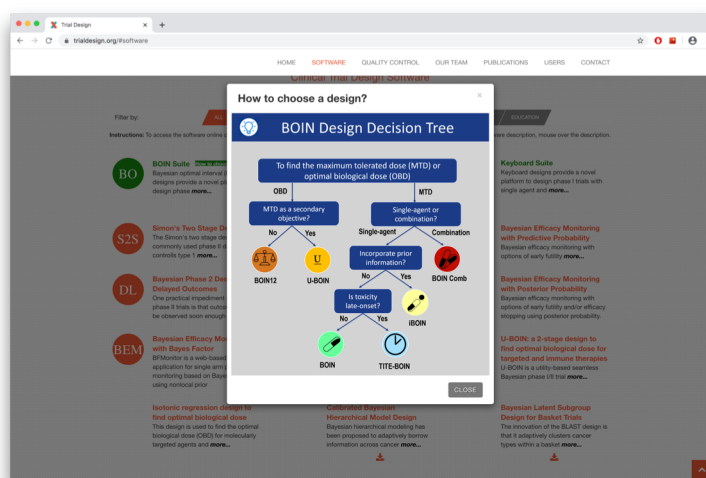 Trial Design
trialdesign.org/#software
HOME SOFTWARE QUALITY CONTROL OUR TEAM PUBLICATIONS USERS CONTACT
Clinical Trial Design Software
Filter by:
ALL
EDUCATION
Instructions: To access the software online c
ware description, mouse over the description.
How to choose a design?
×
BOIN Design Decision Tree
To find the maximum tolerated dose (MTD) or
optimal biological dose (OBD)
OBD
MTD
MTD as a secondary
objective?
Single-agent or
combination?
No
Yes
Single-agent
Combination
BOIN12
U
U-BOIN
Incorporate prior
information?
BOIN Comb
No
Yes
Is toxicity
late-onset?
iBOIN
No
Yes
BOIN
TITE-BOIN
CLOSE
BO
BOIN Suite
Bayesian optimal interval
designs provide a novel pl
design phase more...
Keyboard Suite
Keyboard designs provide a novel
platform to design phase I trials with
single agent and more...
S2S
Simon's Two Stage D
The Simon's two stage de
commonly used phase II d
controls type 1 more...
Bayesian Efficacy Monitoring
with Predictive Probability
Bayesian efficacy monitoring with
options of early futility more...
DL
Bayesian Phase 2 Des
Delayed Outcomes
One practical impediment
phase II trials is that outco
be observed soon enough
Bayesian Efficacy Monitoring
with Posterior Probability
Bayesian efficacy monitoring with
options of early futility and/or efficacy
stopping using posterior probability.
BEM
Bayesian Efficacy Mo
with Bayes Factor
BFMonitor is a web-based
application for single arm
monitoring based on Baye
using nonlocal prior
U-BOIN: a 2-stage design to
find optimal biological dose for
targeted and immune therapies
U-BOIN is a utility-based seamless
Bayesian phase I/II trial more...
Isotonic regression design to
find optimal biological dose
This design is used to find the optimal
biological dose (OBD) for molecularly
targeted agents and more...
Calibrated Bayesian
Hierarchical Model Design
Bayesian hierarchical modeling has
been proposed to adaptively borrow
information across cancer more...
Bayesian Latent Subgroup
Design for Basket Trials
The innovation of the BLAST design is
that it adaptively clusters cancer
types within a basket more...